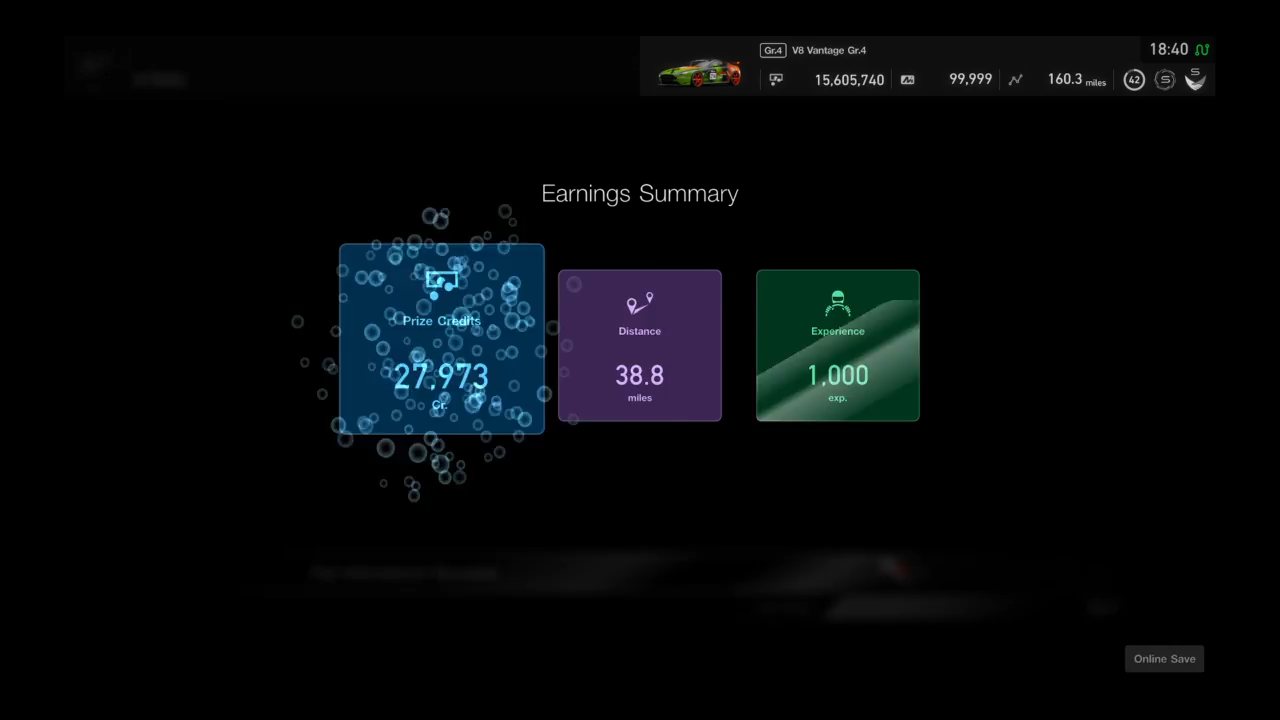 Gr.4 V8 Vantage Gr.4
18:40
15,605,740 99,999 160.3 miles 42 S S
Earnings Summary
Prize Credits
27,973
Cr.
Distance
38.8
miles
Experience
1,000
exp.
Online Save